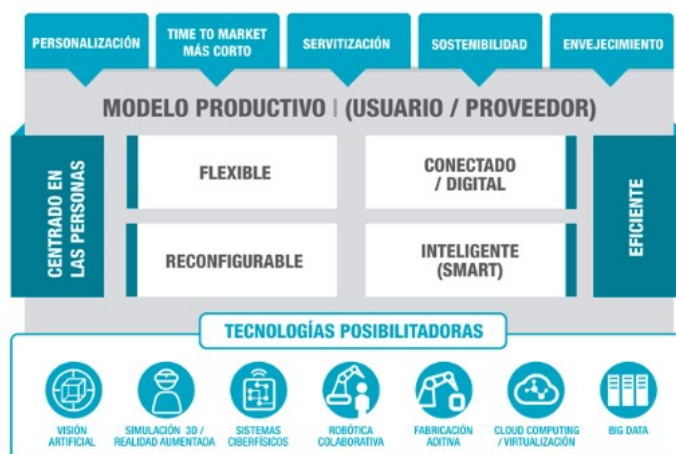 PERSONALIZACIÓN
TIME TO MARKET
MÁS CORTO
SERVITIZACIÓN
SOSTENIBILIDAD
ENVEJECIMIENTO
MODELO PRODUCTIVO | (USUARIO / PROVEEDOR)
CENTRADO EN
LAS PERSONAS
FLEXIBLE
CONECTADO
/ DIGITAL
RECONFIGURABLE
INTELIGENTE
(SMART)
EFICIENTE
TECNOLOGÍAS POSIBILITADORAS
VISIÓN
ARTIFICIAL
SIMULACIÓN 3D /
REALIDAD AUMENTADA
SISTEMAS
CIBERFÍSICOS
ROBÓTICA
COLABORATIVA
FABRICACIÓN
ADITIVA
CLOUD COMPUTING
/ VIRTUALIZACIÓN
BIG DATA